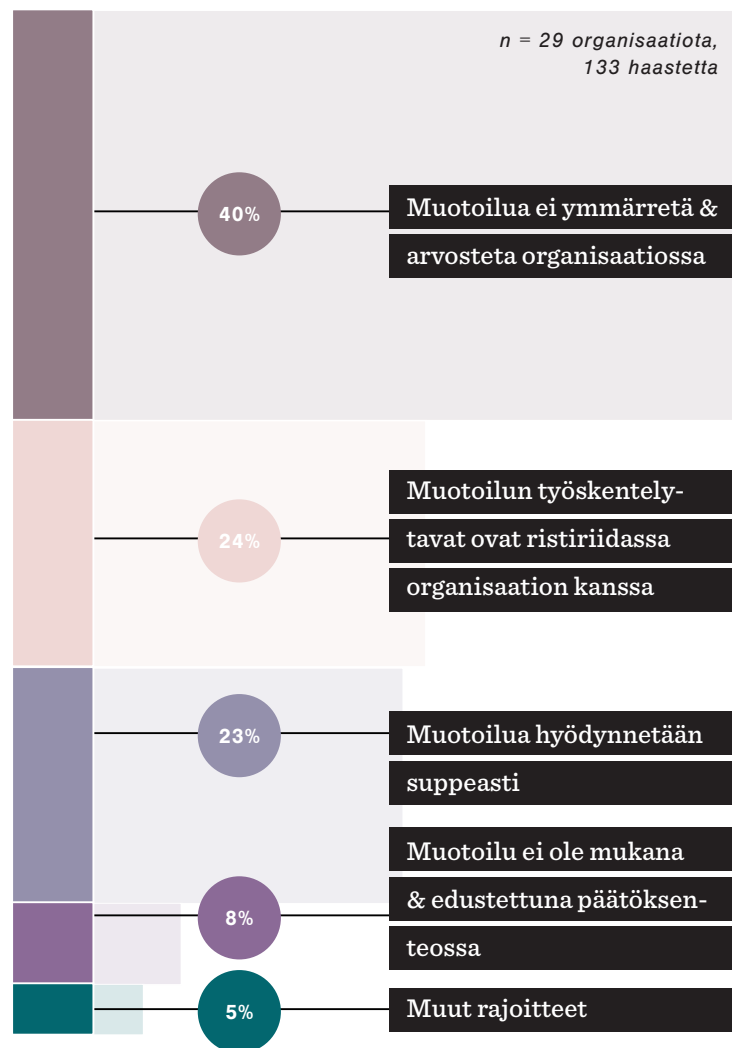 n = 29 organisaatiota,
133 haastetta
40%
Muotoilua ei ymmärretä &
arvosteta organisaatiossa
24%
Muotoilun työskentely-
tavat ovat ristiriidassa
organisaation kanssa
23%
Muotoilua hyödynnetään
suppeasti
8%
Muotoilu ei ole mukana
& edustettuna päätöksen-
teossa
5%
Muut rajoitteet